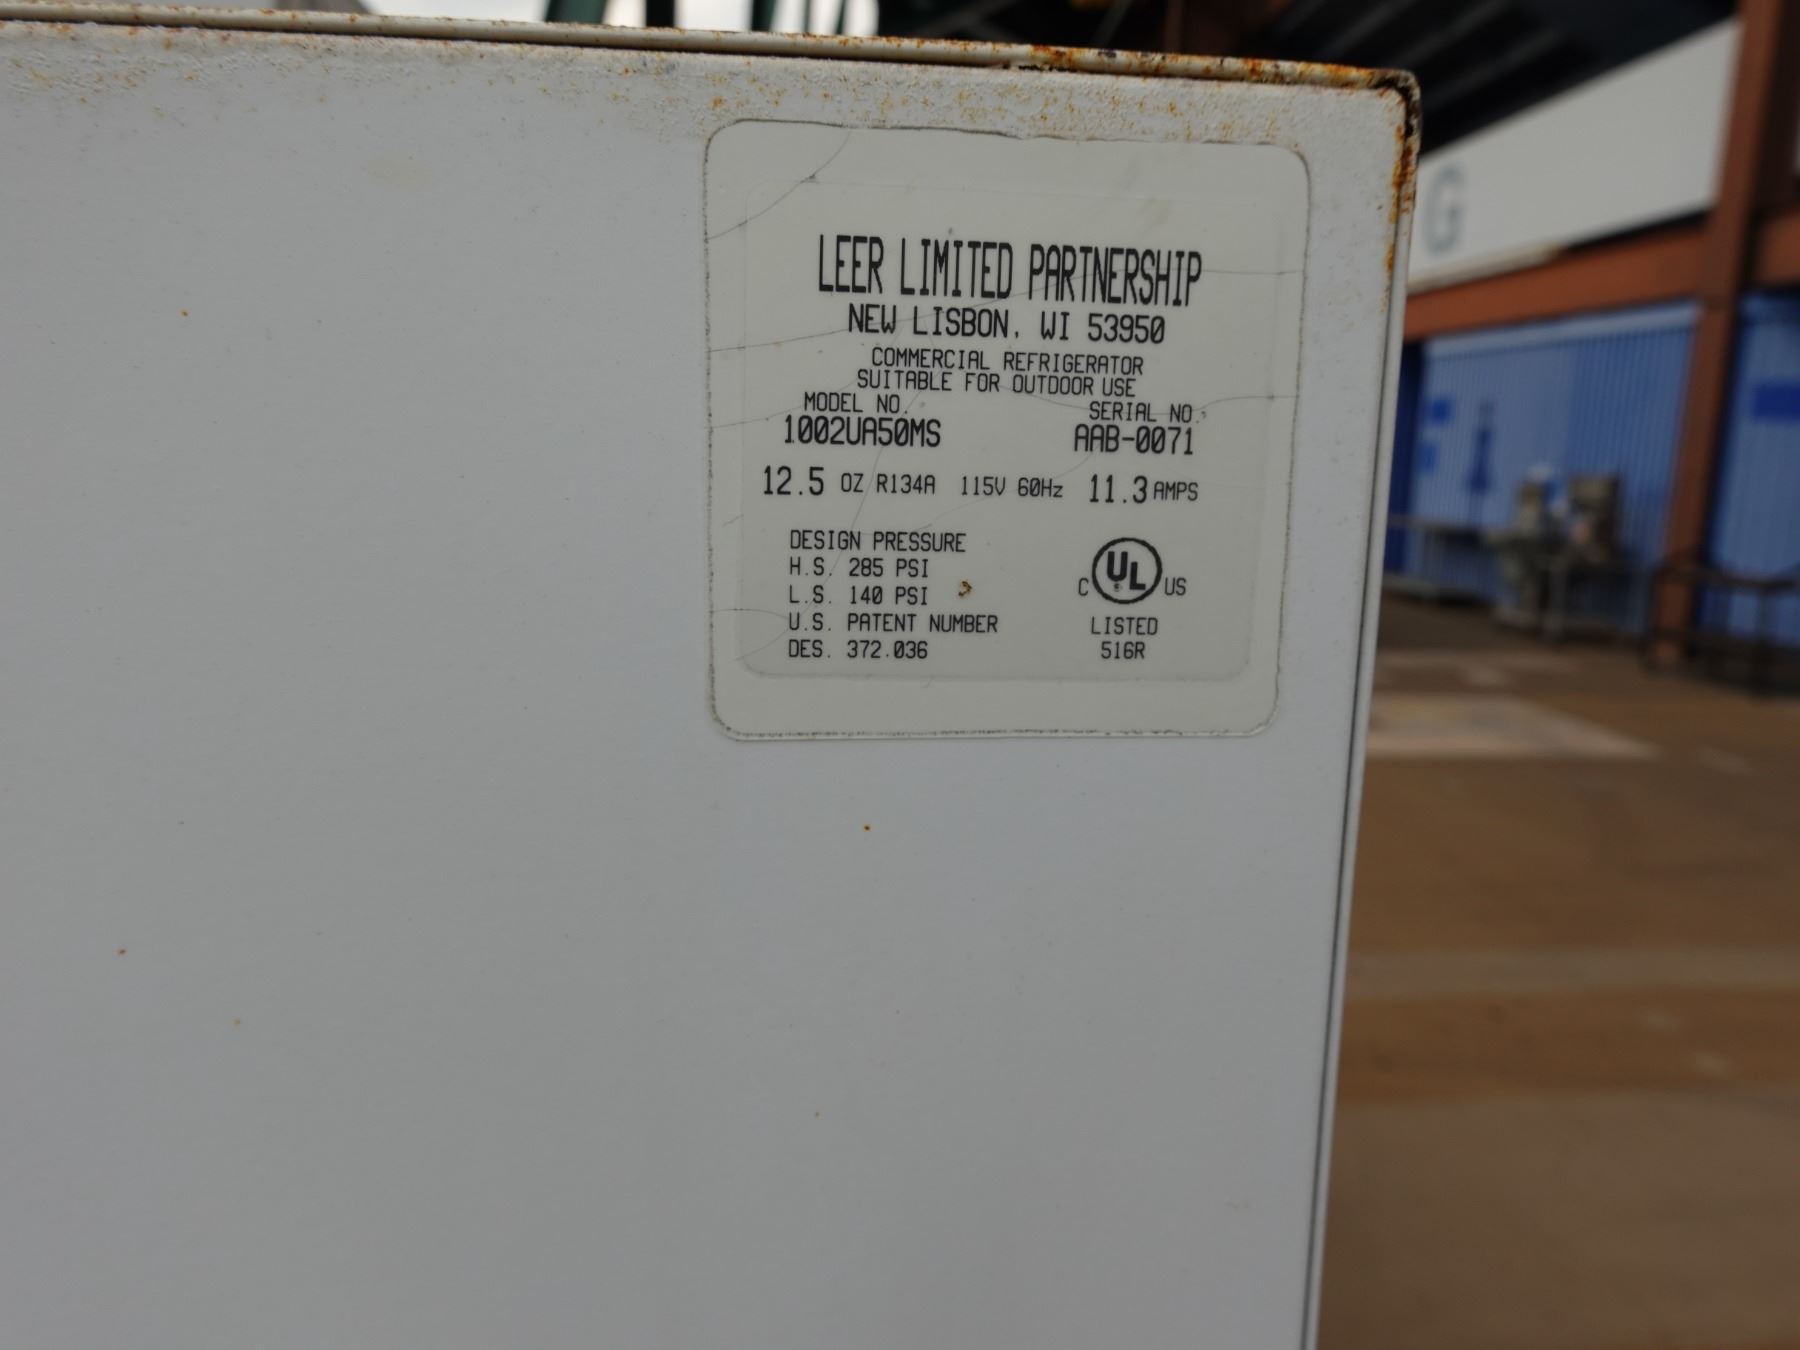 LEER LIMITED PARTNERSHIP
NEW LISBON, WI 53950
COMMERCIAL REFRIGERATOR
SUITABLE FOR OUTDOOR USE
MODEL NO. SERIAL NO.
1002UA50MS AAB-0071
12.5 OZ R134A 115V 60Hz 11.3 AMPS
DESIGN PRESSURE
H.S. 285 PSI
L.S. 140 PSI
U.S. PATENT NUMBER
DES. 372.036
C UL US
®
LISTED
516R
G